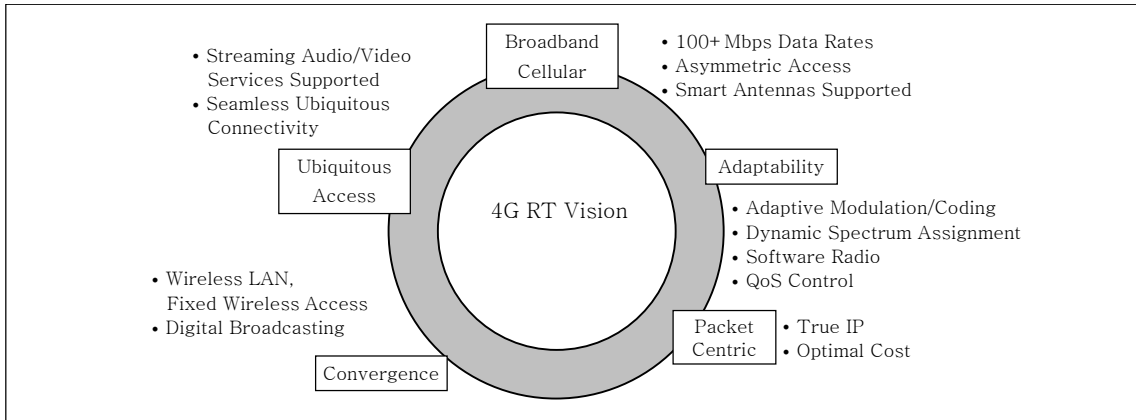 Broadband
Cellular
• 100+ Mbps Data Rates
• Asymmetric Access
• Smart Antennas Supported
• Streaming Audio/Video
Services Supported
• Seamless Ubiquitous
Connectivity
Ubiquitous
Access
Adaptability
4G RT Vision
• Adaptive Modulation/Coding
• Dynamic Spectrum Assignment
• Software Radio
• QoS Control
• Wireless LAN,
Fixed Wireless Access
• Digital Broadcasting
Convergence
Packet
Centric
• True IP
• Optimal Cost